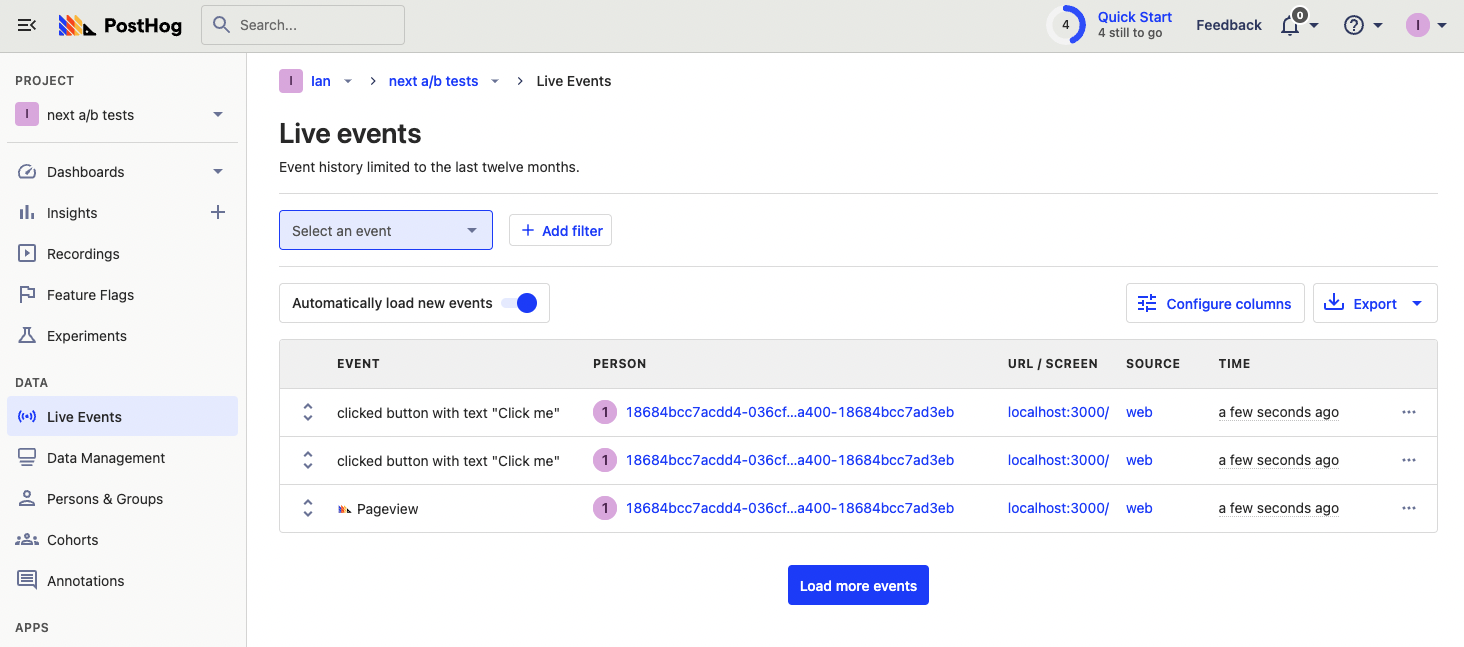 PostHog
Search...
4
Quick Start
4 still to go
Feedback
0
I
PROJECT
I
next a/b tests
Dashboards
Insights
Recordings
Feature Flags
Experiments
DATA
Live Events
Data Management
Persons & Groups
Cohorts
Annotations
APPS
I Ian > next a/b tests > Live Events
Live events
Event history limited to the last twelve months.
Select an event
+ Add filter
Automatically load new events
Configure columns
Export
EVENT PERSON URL / SCREEN SOURCE TIME
clicked button with text "Click me" 1 18684bcc7acdd4-036cf...a400-18684bcc7ad3eb localhost:3000/ web a few seconds ago
clicked button with text "Click me" 1 18684bcc7acdd4-036cf...a400-18684bcc7ad3eb localhost:3000/ web a few seconds ago
Pageview 1 18684bcc7acdd4-036cf...a400-18684bcc7ad3eb localhost:3000/ web a few seconds ago
Load more events